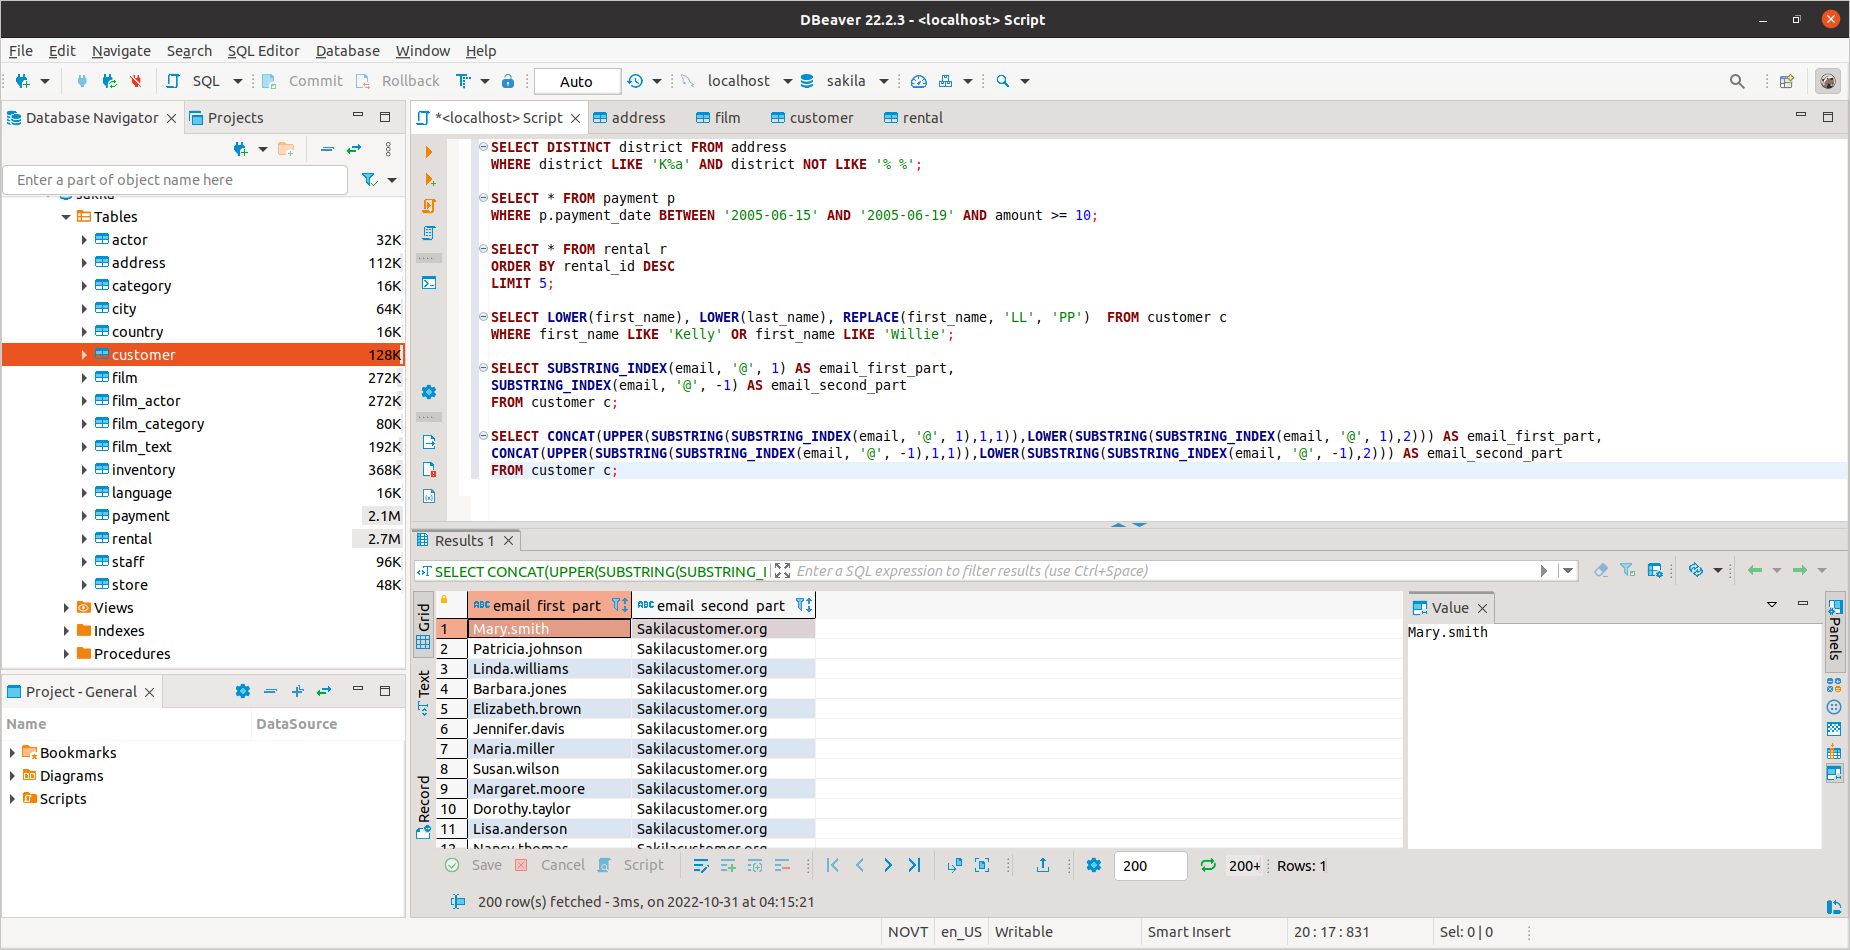 DBeaver 22.2.3 - <localhost> Script
File Edit Navigate Search SQL Editor Database Window Help
SQL Commit Rollback Auto localhost sakila
Database Navigator Projects
Enter a part of object name here
sakila
Tables
actor 32K
address 112K
category 16K
city 64K
country 16K
customer 128K
film 272K
film_actor 272K
film_category 80K
film_text 192K
inventory 368K
language 16K
payment 2.1M
rental 2.7M
staff 96K
store 48K
Views
Indexes
Procedures
Project - General
Name DataSource
Bookmarks
Diagrams
Scripts
*<localhost> Script address film customer rental
SELECT DISTINCT district FROM address
WHERE district LIKE 'K%a' AND district NOT LIKE '% %';
SELECT * FROM payment p
WHERE p.payment_date BETWEEN '2005-06-15' AND '2005-06-19' AND amount >= 10;
SELECT * FROM rental r
ORDER BY rental_id DESC
LIMIT 5;
SELECT LOWER(first_name), LOWER(last_name), REPLACE(first_name, 'LL', 'PP')  FROM customer c
WHERE first_name LIKE 'Kelly' OR first_name LIKE 'Willie';
SELECT SUBSTRING_INDEX(email, '@', 1) AS email_first_part,
SUBSTRING_INDEX(email, '@', -1) AS email_second_part
FROM customer c;
SELECT CONCAT(UPPER(SUBSTRING(SUBSTRING_INDEX(email, '@', 1),1,1)),LOWER(SUBSTRING(SUBSTRING_INDEX(email, '@', 1),2))) AS email_first_part,
CONCAT(UPPER(SUBSTRING(SUBSTRING_INDEX(email, '@', -1),1,1)),LOWER(SUBSTRING(SUBSTRING_INDEX(email, '@', -1),2))) AS email_second_part
FROM customer c;
Results 1
SELECT CONCAT(UPPER(SUBSTRING(SUBSTRING_I Enter a SQL expression to filter results (use Ctrl+Space)
Grid
Text
Record
ABC email_first_part ABC email_second_part
1 Mary.smith Sakilacustomer.org
2 Patricia.johnson Sakilacustomer.org
3 Linda.williams Sakilacustomer.org
4 Barbara.jones Sakilacustomer.org
5 Elizabeth.brown Sakilacustomer.org
6 Jennifer.davis Sakilacustomer.org
7 Maria.miller Sakilacustomer.org
8 Susan.wilson Sakilacustomer.org
9 Margaret.moore Sakilacustomer.org
10 Dorothy.taylor Sakilacustomer.org
11 Lisa.anderson Sakilacustomer.org
12 Nancy.thomas Sakilacustomer.org
Value
Mary.smith
Panels
Save Cancel Script 200 200+ Rows: 1
200 row(s) fetched - 3ms, on 2022-10-31 at 04:15:21
NOVT en_US Writable Smart Insert 20 : 17 : 831 Sel: 0 | 0